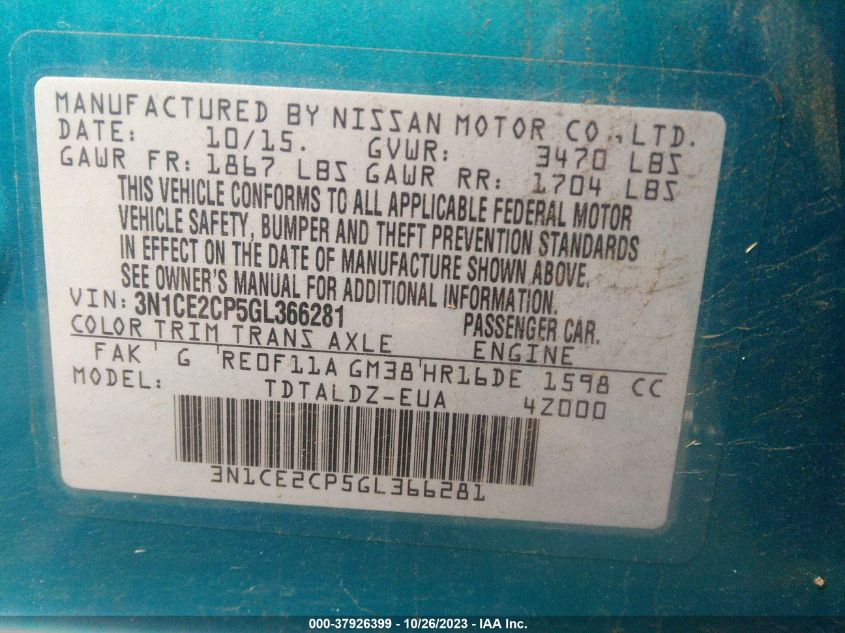 MANUFACTURED BY NISSAN MOTOR CO.,LTD.
DATE: 10/15. GVWR: 3470 LBS
GAWR FR: 1867 LBS GAWR RR: 1704 LBS
THIS VEHICLE CONFORMS TO ALL APPLICABLE FEDERAL MOTOR
VEHICLE SAFETY, BUMPER AND THEFT PREVENTION STANDARDS
IN EFFECT ON THE DATE OF MANUFACTURE SHOWN ABOVE.
SEE OWNER'S MANUAL FOR ADDITIONAL INFORMATION.
VIN: 3N1CE2CP5GL366281 PASSENGER CAR.
COLOR TRIM TRANS AXLE ENGINE
FAK G RE0F11A GM38 HR16DE 1598 CC
MODEL: TDTALDZ-EUA 4Z000
3N1CE2CP5GL366281
000-37926399 - 10/26/2023 - IAA Inc.